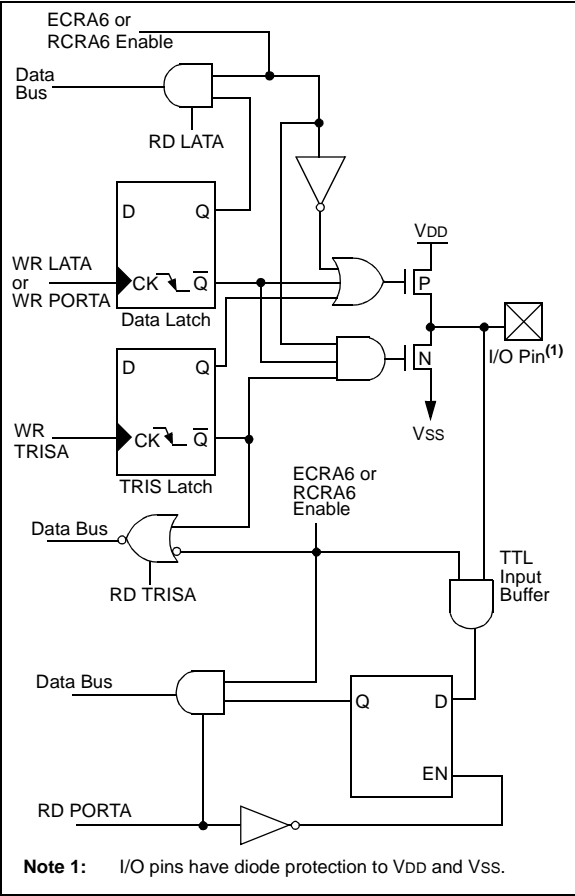 ECRA6 or
RCRA6 Enable
Data
Bus
RD LATA
D
Q
VDD
WR LATA
or
WR PORTA
CK
Q
P
Data Latch
I/O Pin(1)
D
Q
N
WR
TRISA
CK
Q
VSS
TRIS Latch
ECRA6 or
RCRA6
Enable
Data Bus
TTL
Input
Buffer
RD TRISA
Data Bus
Q
D
EN
RD PORTA
Note 1: I/O pins have diode protection to VDD and VSS.